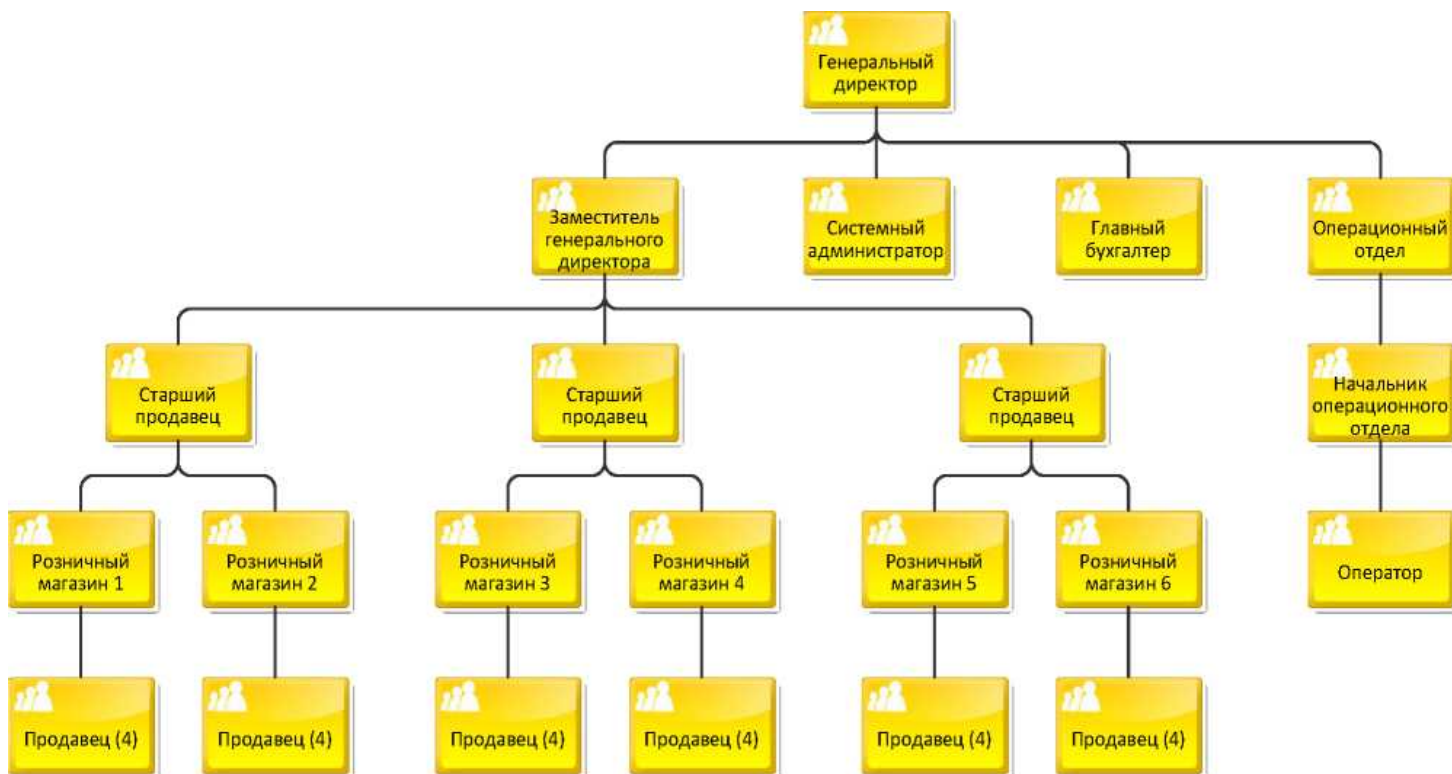 Генеральный
директор
Заместитель
генерального
директора
Системный
администратор
Главный
бухгалтер
Операционный
отдел
Старший
продавец
Старший
продавец
Старший
продавец
Начальник
операционного
отдела
Розничный
магазин 1
Розничный
магазин 2
Розничный
магазин 3
Розничный
магазин 4
Розничный
магазин 5
Розничный
магазин 6
Оператор
Продавец (4)
Продавец (4)
Продавец (4)
Продавец (4)
Продавец (4)
Продавец (4)